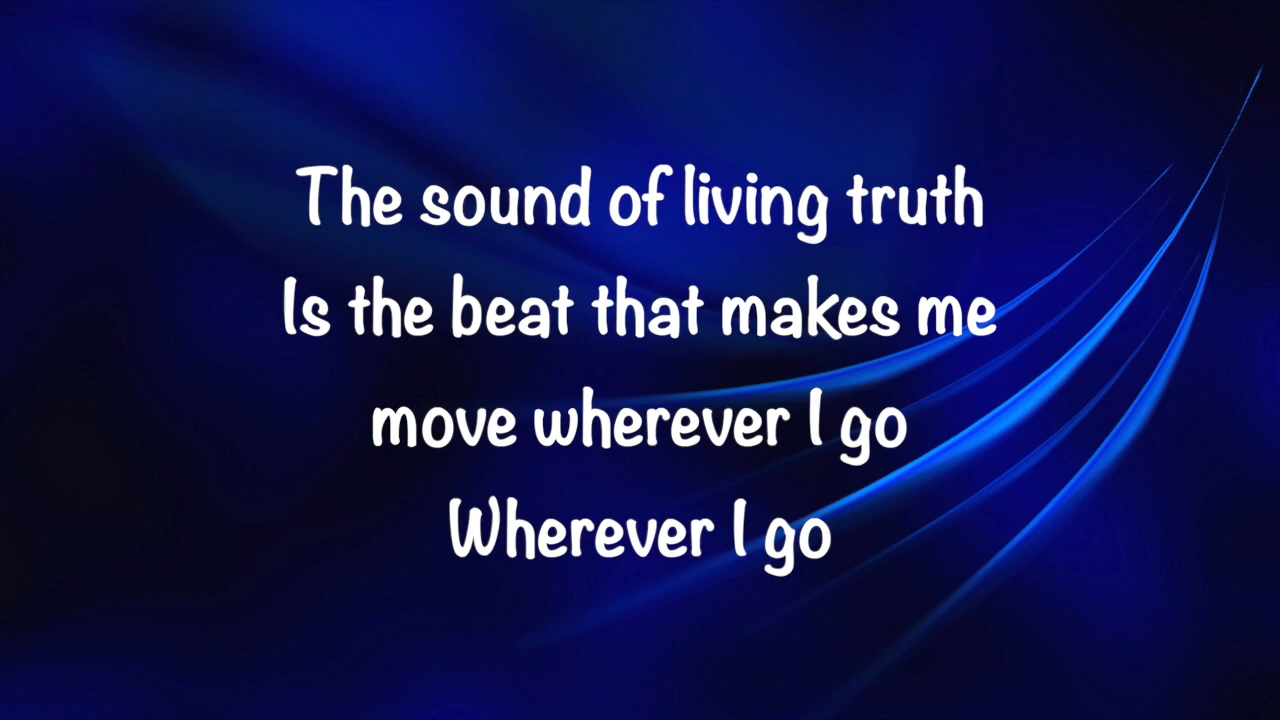 The sound of living truth
Is the beat that makes me
move wherever I go
Wherever I go